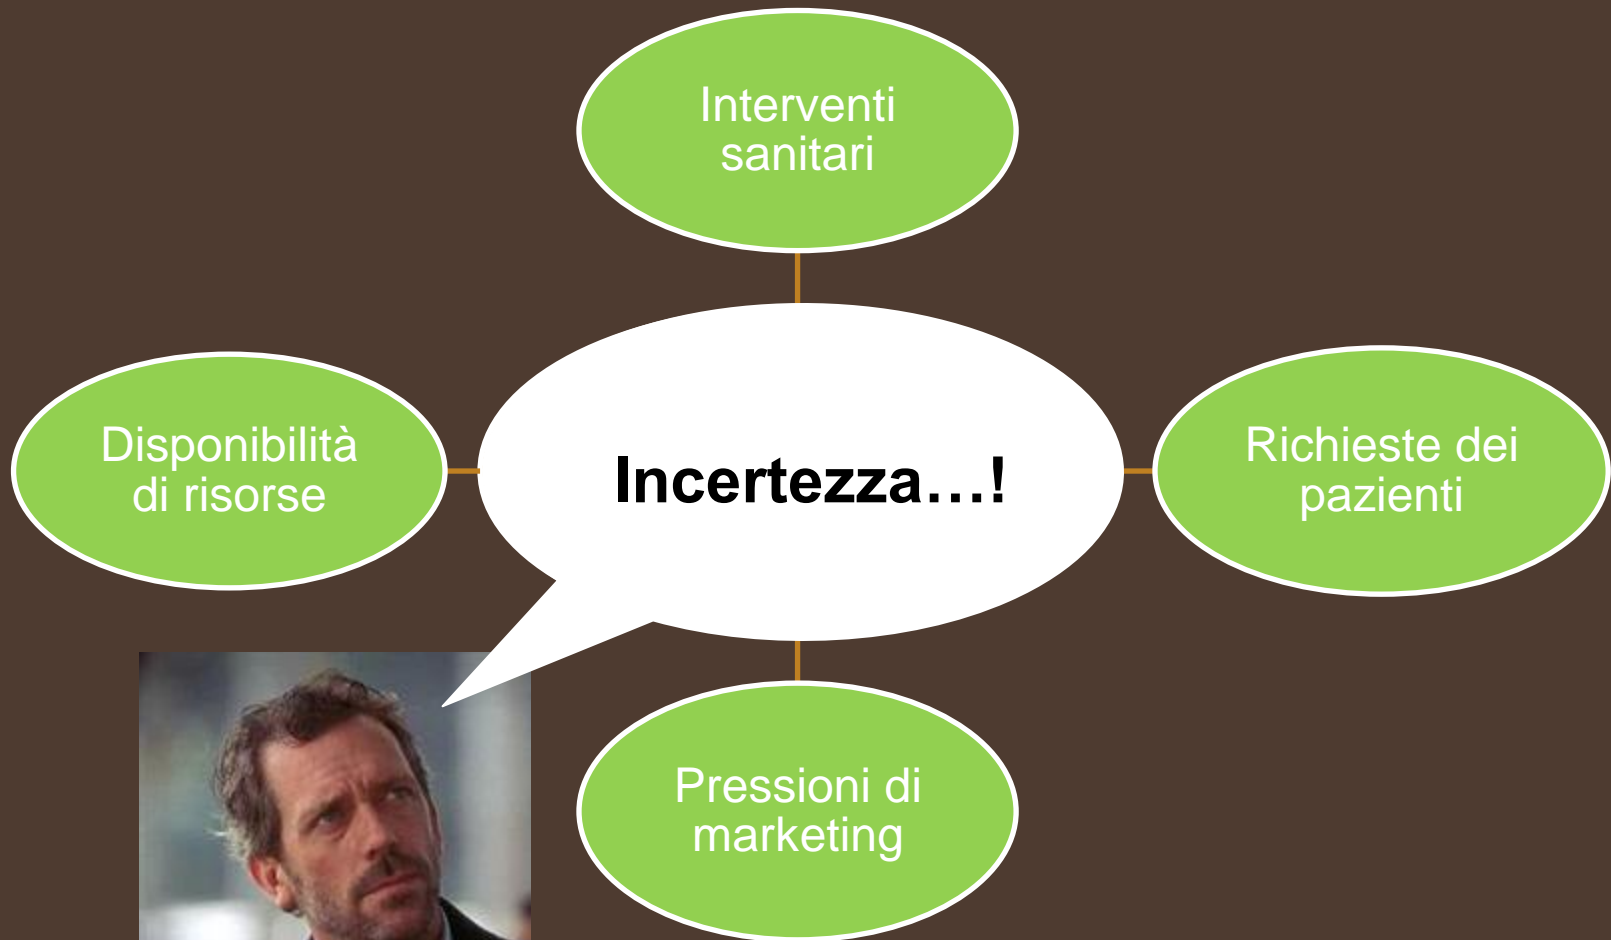 Interventi
sanitari
Disponibilità
di risorse
Incertezza...!
Richieste dei
pazienti
Pressioni di
marketing